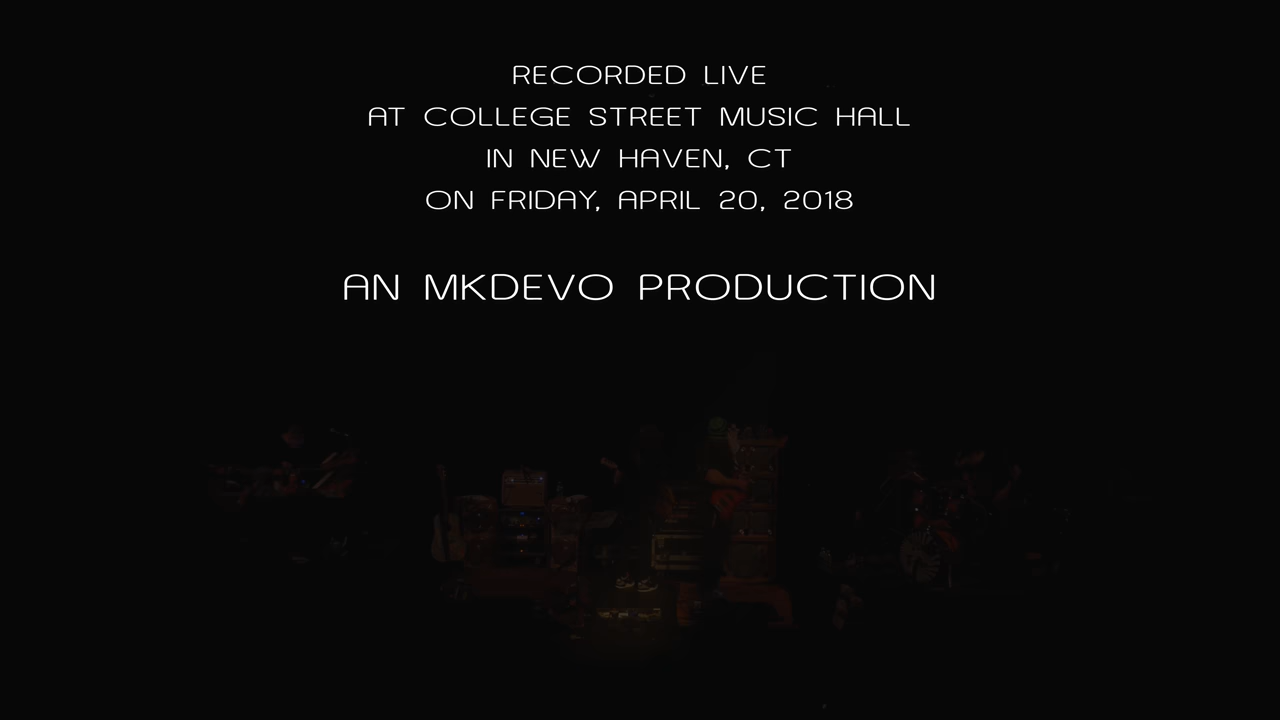 RECORDED LIVE
AT COLLEGE STREET MUSIC HALL
IN NEW HAVEN, CT
ON FRIDAY, APRIL 20, 2018
AN MKDEVO PRODUCTION